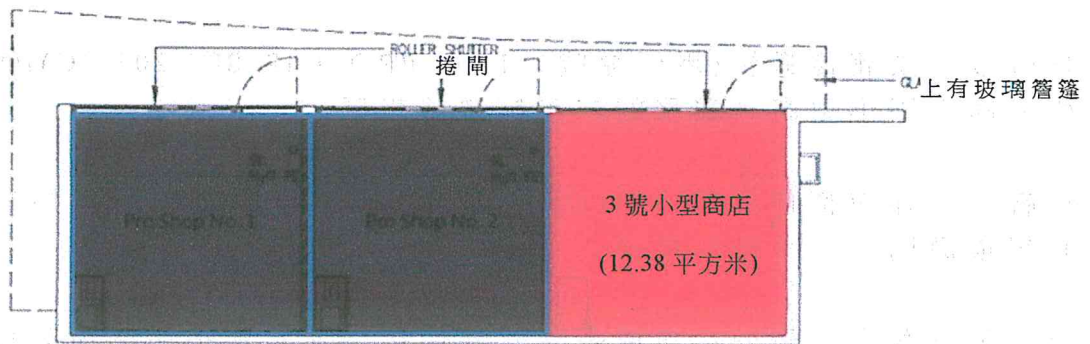 ROLLER SHUTTER
捲閘
上有玻璃簷篷
Pro Shop No. 1
Pro Shop No. 2
3 號小型商店
(12.38 平方米)